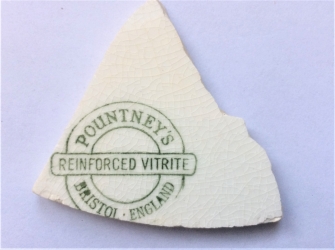 POUNTNEY'S
REINFORCED VITRITE
BRISTOL · ENGLAND